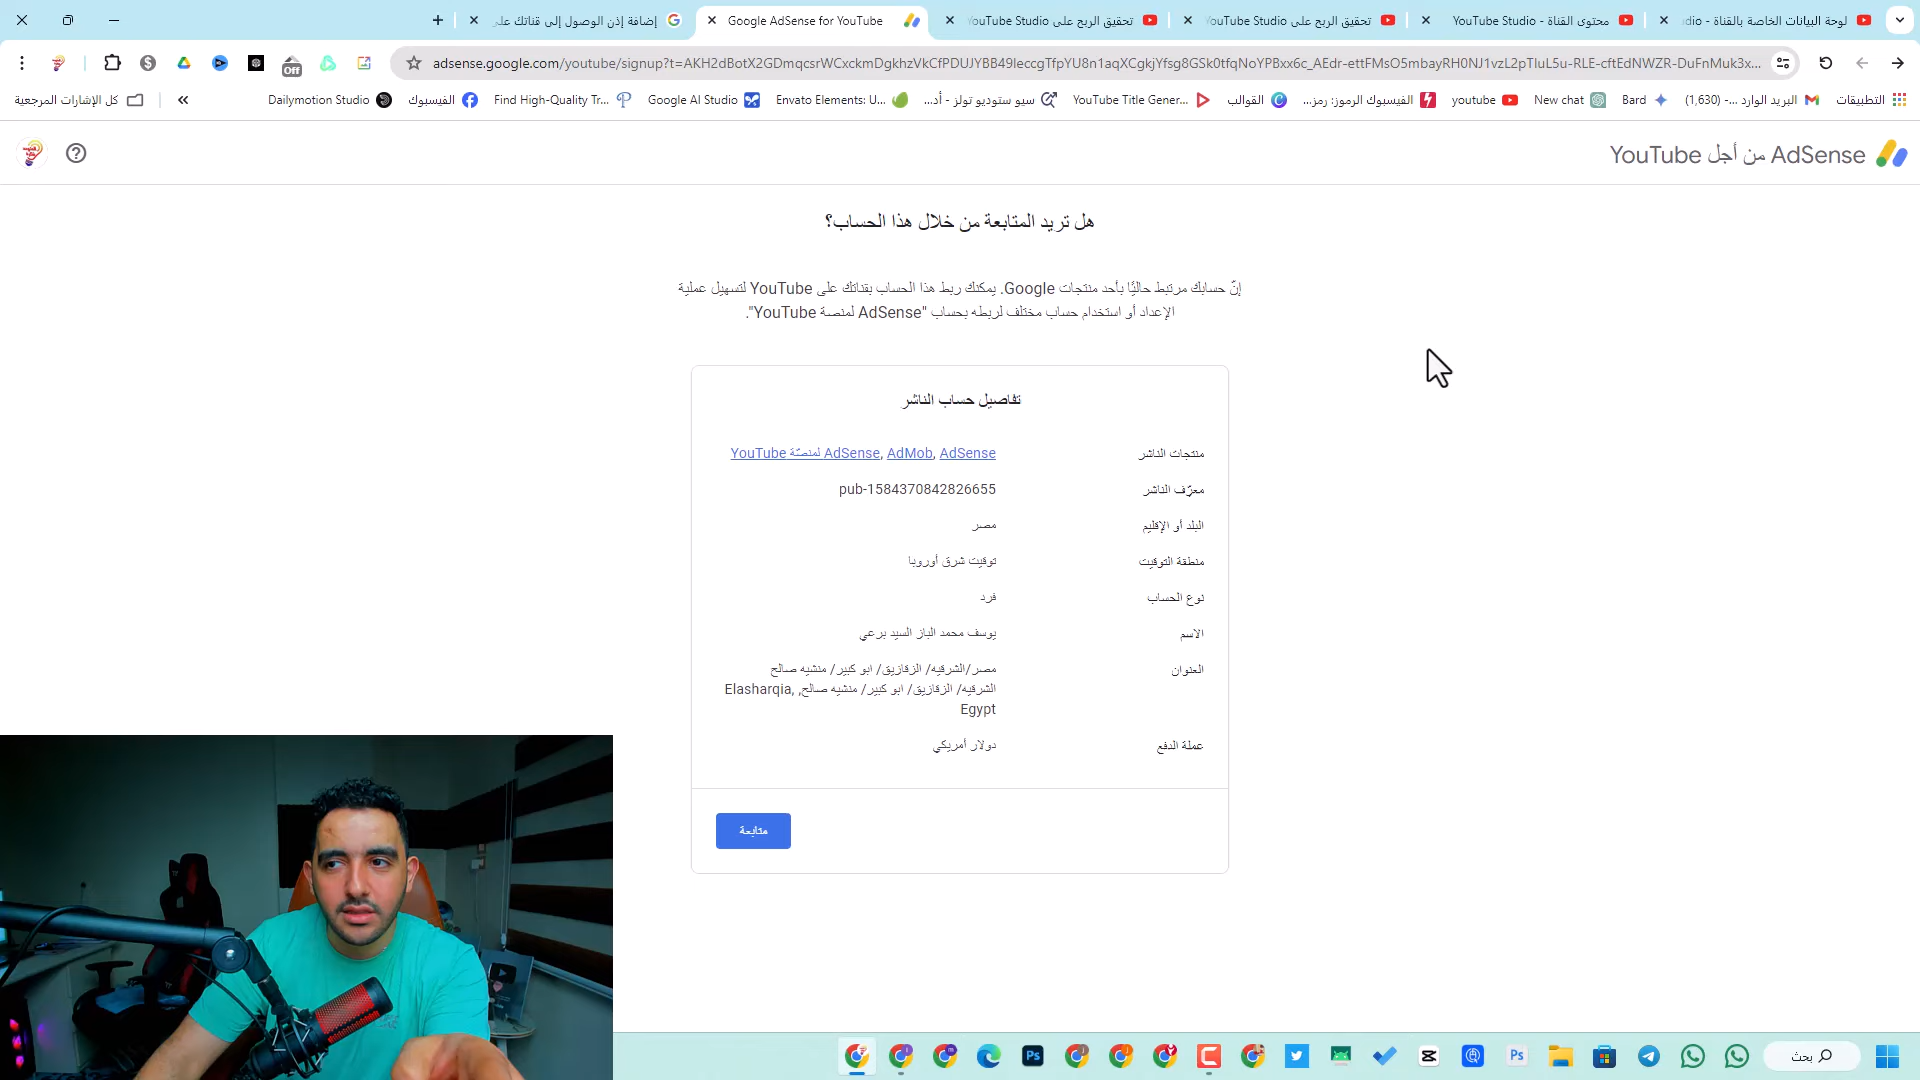 لوحة البيانات الخاصة بالقناة - dio
محتوى القناة - YouTube Studio
تحقيق الربح على YouTube Studio
تحقيق الربح على YouTube Studio
Google AdSense for YouTube
إضافة إذن الوصول إلى قناتك على
adsense.google.com/youtube/signup?t=
Off
التطبيقات
البريد الوارد ...- (1,630)
Bard
New chat
youtube
الفيسبوك الرموز: رمز...
القوالب
YouTube Title Gener...
سيو ستوديو تولز - أد...
Envato Elements: U...
Google AI Studio
Find High-Quality Tr...
الفيسبوك
Dailymotion Studio
كل الإشارات المرجعية
AdSense من أجل YouTube
هل تريد المتابعة من خلال هذا الحساب؟
إنّ حسابك مرتبط حاليًا بأحد منتجات Google. يمكنك ربط هذا الحساب بقناتك على YouTube لتسهيل عملية
الإعداد أو استخدام حساب مختلف لربطه بحساب "AdSense لمنصة YouTube".
تفاصيل حساب الناشر
منتجات الناشر
AdSense, AdMob, AdSense لمنصّة YouTube
معرّف الناشر
pub-1584370842826655
البلد أو الإقليم
مصر
منطقة التوقيت
توقيت شرق أوروبا
نوع الحساب
فرد
الاسم
يوسف محمد الباز السيد برعي
العنوان
مصر/الشرقيه/ الزقازيق/ ابو كبير/ منشيه صالح
الشرقيه/ الزقازيق/ ابو كبير/ منشيه صالح, Elasharqia,
Egypt
عملة الدفع
دولار أمريكي
متابعة
Ps
Ps
بحث